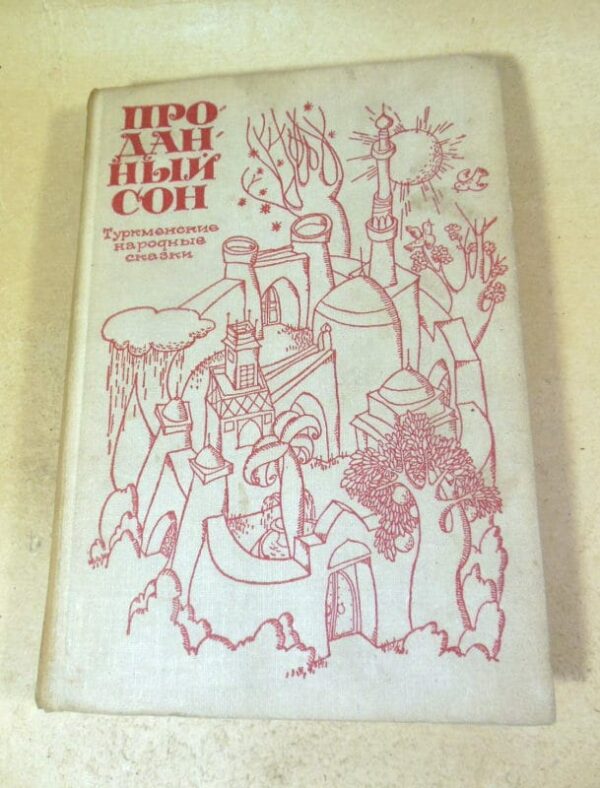 ПРО-
ДАН-
НЫЙ
СОН
Туркменские
народные
сказки